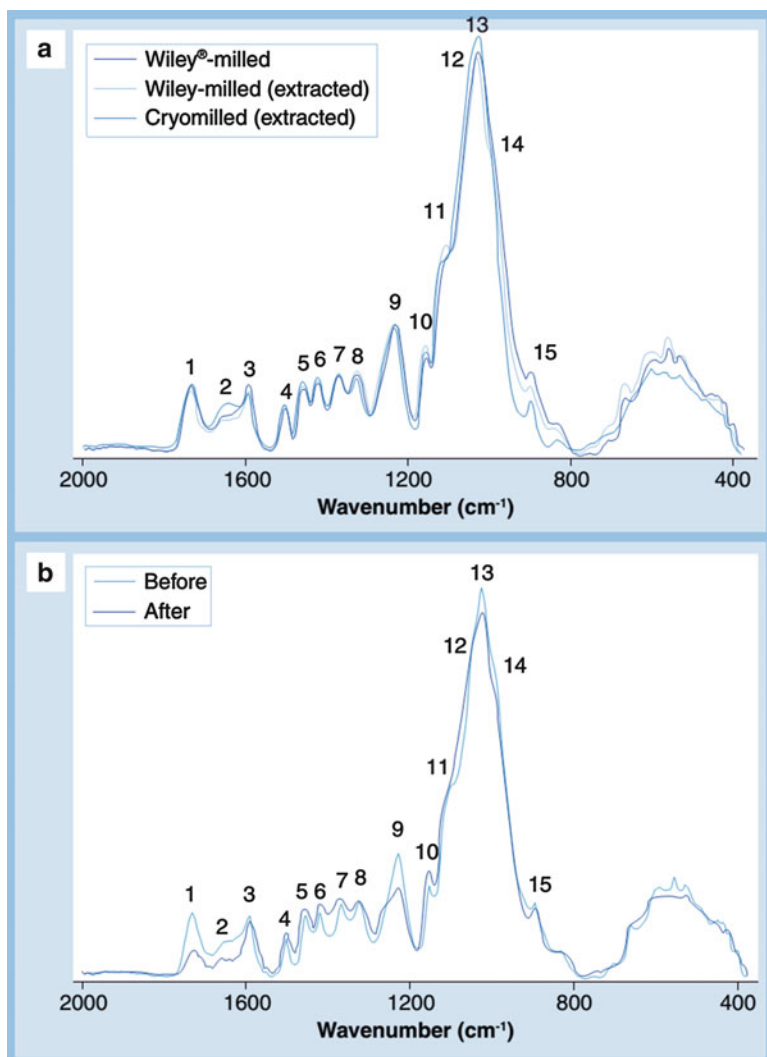 a
Wiley®-milled
Wiley-milled (extracted)
Cryomilled (extracted)
13
12
14
11
9
10
15
1
2
3
4
5
6
7
8
2000 1600 1200 800 400
Wavenumber (cm-1)
b
Before
After
13
12
14
11
9
10
15
1
2
3
4
5
6
7
8
2000 1600 1200 800 400
Wavenumber (cm-1)